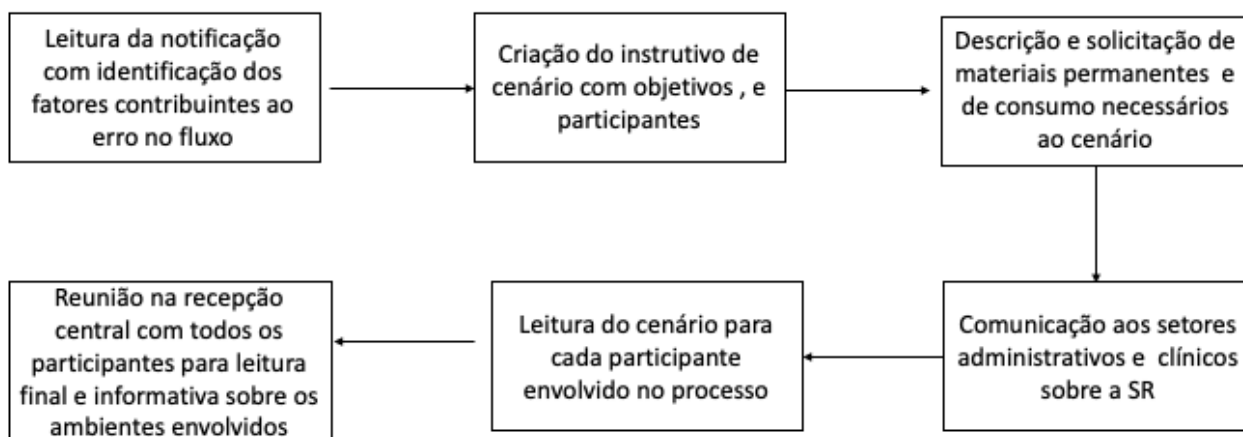 Leitura da notificação
com identificação dos
fatores contribuintes ao
erro no fluxo
Criação do instrutivo de
cenário com objetivos , e
participantes
Descrição e solicitação de
materiais permanentes e
de consumo necessários
ao cenário
Comunicação aos setores
administrativos e clínicos
sobre a SR
Leitura do cenário para
cada participante
envolvido no processo
Reunião na recepção
central com todos os
participantes para leitura
final e informativa sobre os
ambientes envolvidos